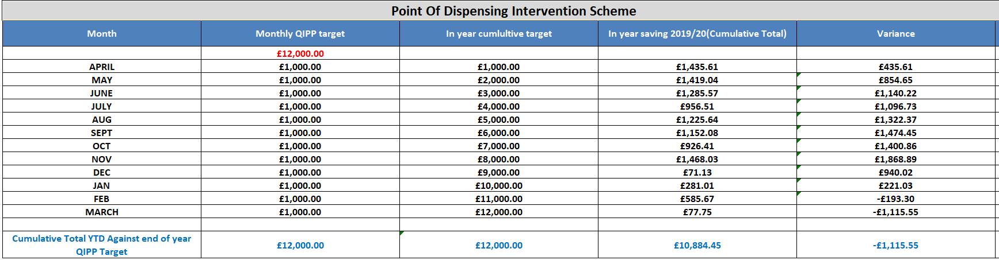 Point Of Dispensing Intervention Scheme
Month Monthly QIPP target In year cumlultive target In year saving 2019/20(Cumulative Total) Variance
£12,000.00
APRIL £1,000.00 £1,000.00 £1,435.61 £435.61
MAY £1,000.00 £2,000.00 £1,419.04 £854.65
JUNE £1,000.00 £3,000.00 £1,285.57 £1,140.22
JULY £1,000.00 £4,000.00 £956.51 £1,096.73
AUG £1,000.00 £5,000.00 £1,225.64 £1,322.37
SEPT £1,000.00 £6,000.00 £1,152.08 £1,474.45
OCT £1,000.00 £7,000.00 £926.41 £1,400.86
NOV £1,000.00 £8,000.00 £1,468.03 £1,868.89
DEC £1,000.00 £9,000.00 £71.13 £940.02
JAN £1,000.00 £10,000.00 £281.01 £221.03
FEB £1,000.00 £11,000.00 £585.67 -£193.30
MARCH £1,000.00 £12,000.00 £77.75 -£1,115.55
Cumulative Total YTD Against end of year
QIPP Target £12,000.00 £12,000.00 £10,884.45 -£1,115.55